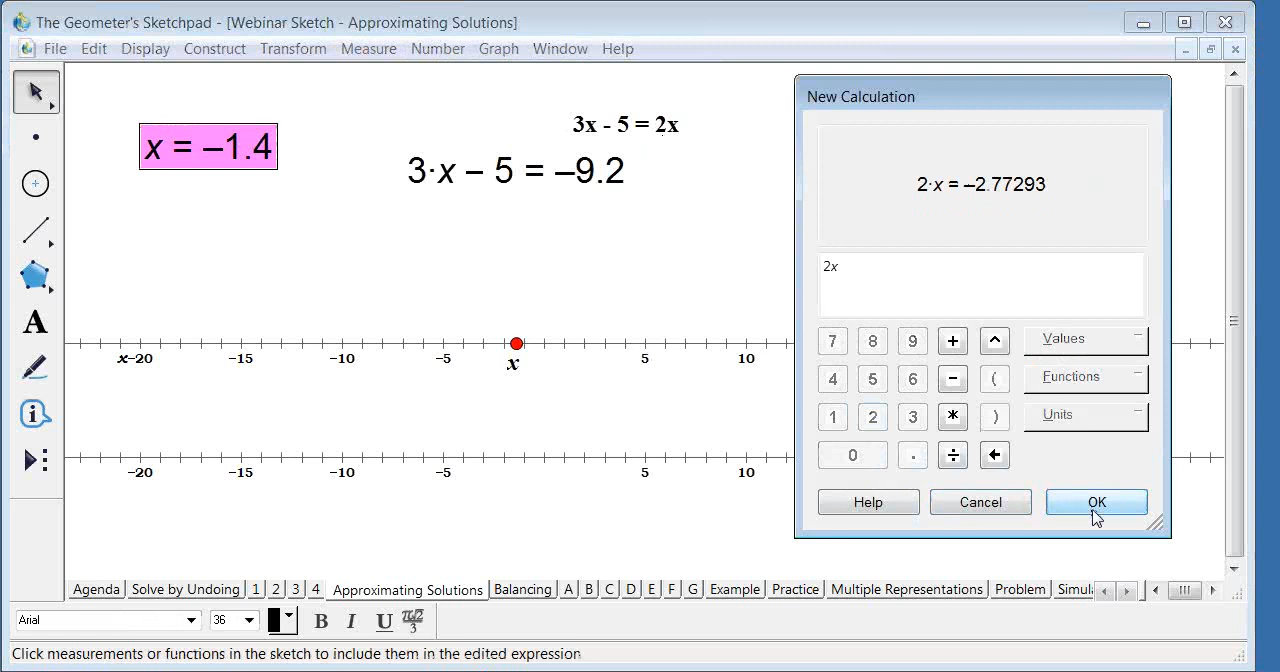 The Geometer's Sketchpad - [Webinar Sketch - Approximating Solutions]
File Edit Display Construct Transform Measure Number Graph Window Help
New Calculation
3x - 5 = 2x
x = –1.4
3·x – 5 = –9.2
2·x = –2.77293
2x
7 8 9 + ^ Values
4 5 6 – ( Functions
1 2 3 * ) Units
0 . ÷ ←
Help Cancel OK
x
-20 -15 -10 -5 5 10
x
-20 -15 -10 -5 5 10
A
i
Agenda Solve by Undoing 1 2 3 4 Approximating Solutions Balancing A B C D E F G Example Practice Multiple Representations Problem Simula
Arial 36 B I U π√2/3
Click measurements or functions in the sketch to include them in the edited expression